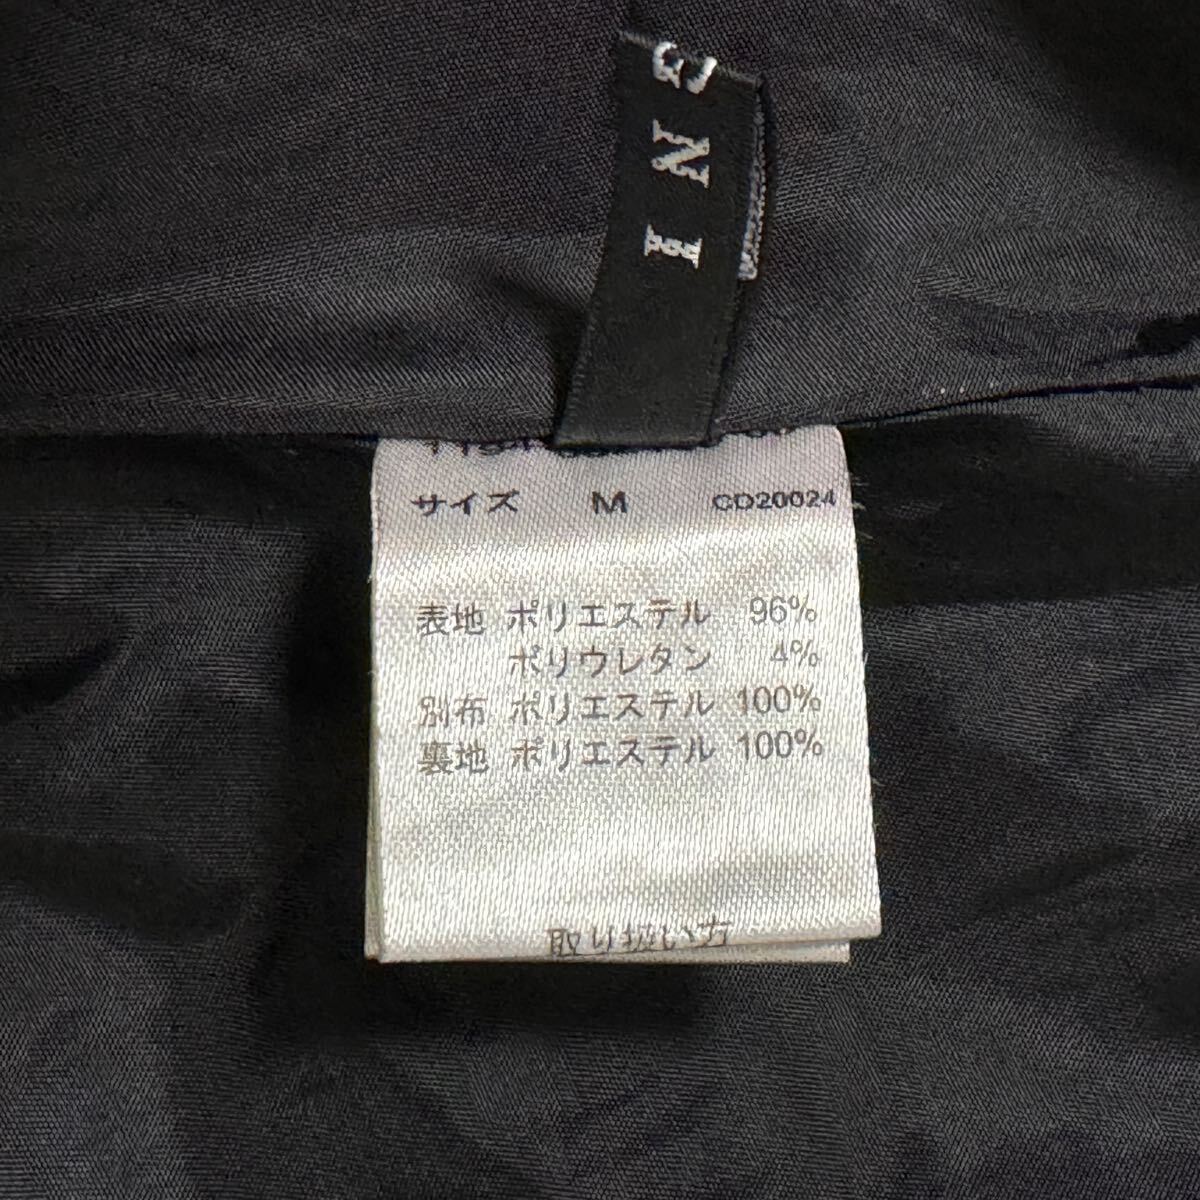 I N G
サイズ M CD20024
表地 ポリエステル 96%
ポリウレタン 4%
別布 ポリエステル 100%
裏地 ポリエステル 100%
取り扱い方